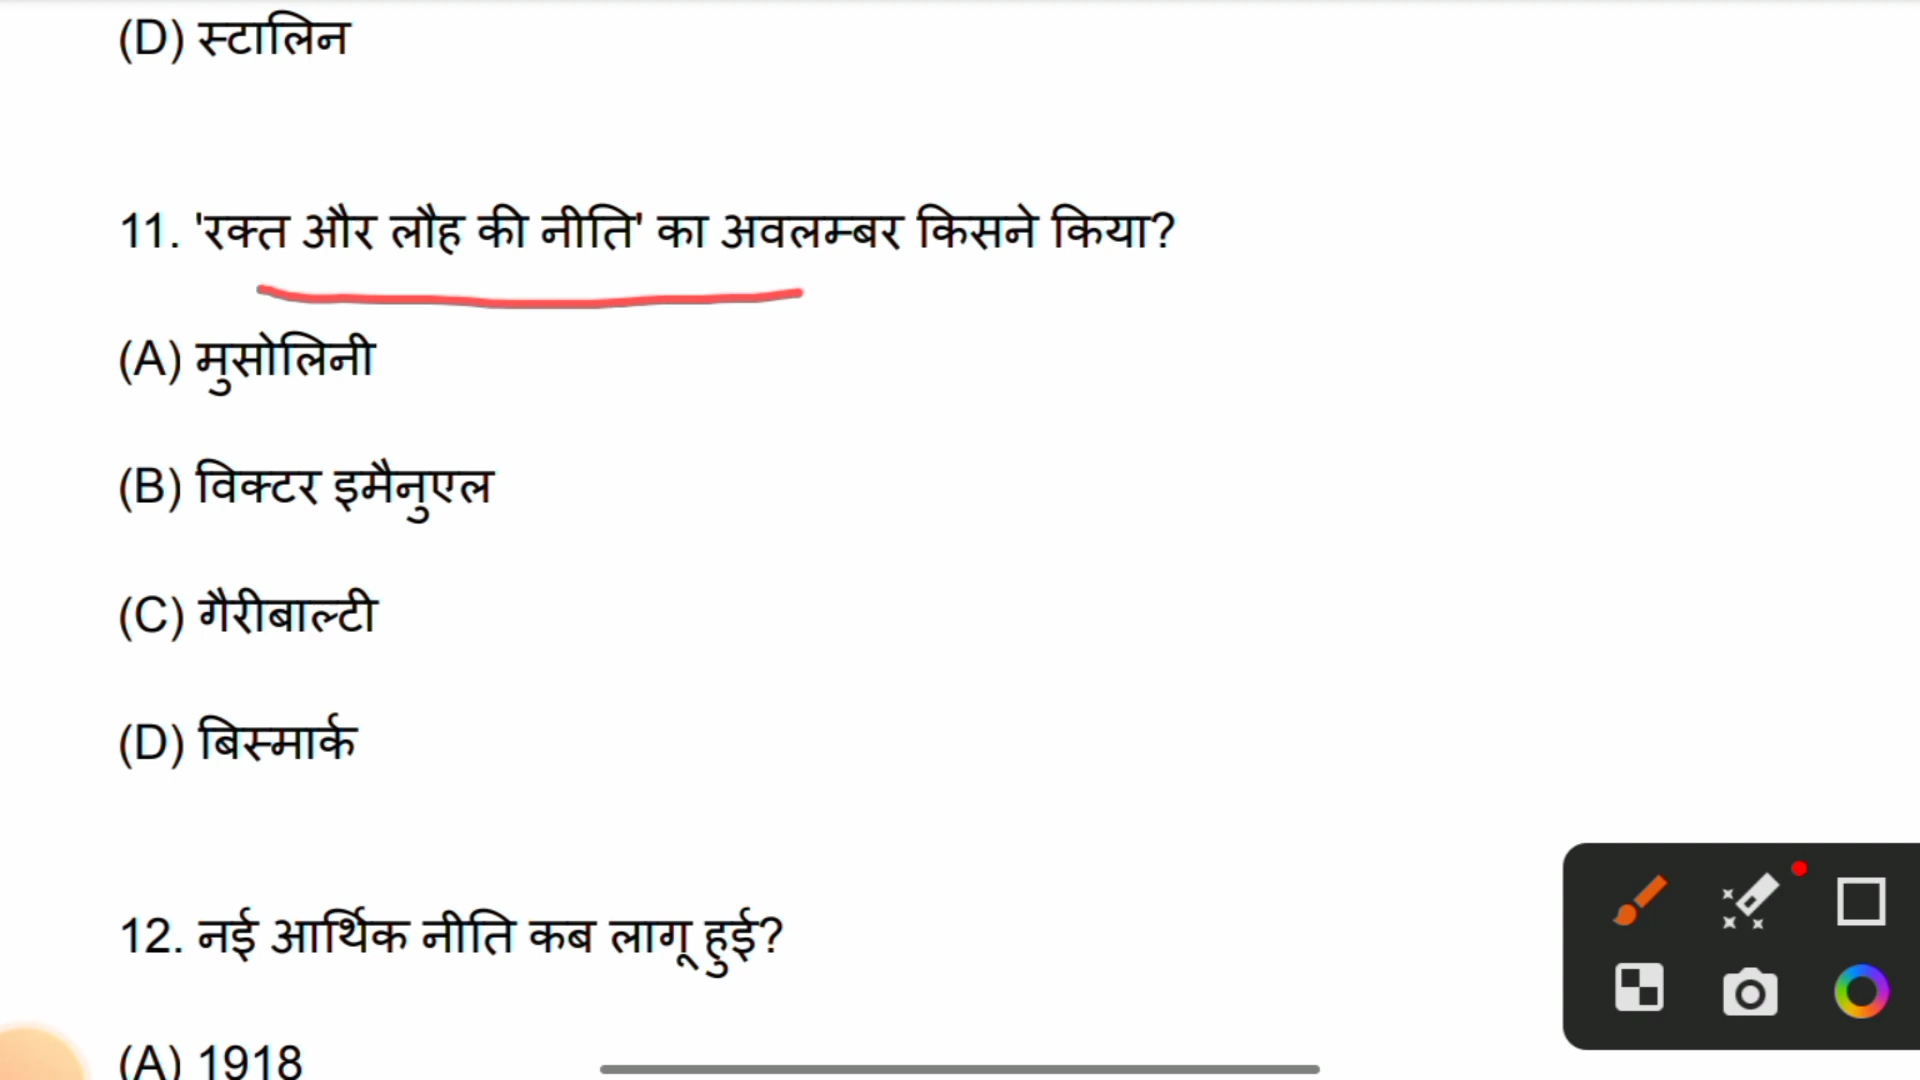 (D) स्टालिन
11. 'रक्त और लौह की नीति' का अवलम्बर किसने किया?
(A) मुसोलिनी
(B) विक्टर इमैनुएल
(C) गैरीबाल्टी
(D) बिस्मार्क
12. नई आर्थिक नीति कब लागू हुई?
(A) 1918